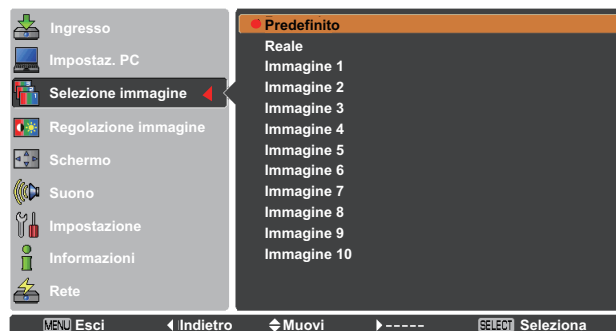 Ingresso
Impostaz. PC
Selezione immagine
Regolazione immagine
Schermo
Suono
Impostazione
Informazioni
Rete
Predefinito
Reale
Immagine 1
Immagine 2
Immagine 3
Immagine 4
Immagine 5
Immagine 6
Immagine 7
Immagine 8
Immagine 9
Immagine 10
MENU Esci Indietro Muovi ----- SELECT Seleziona